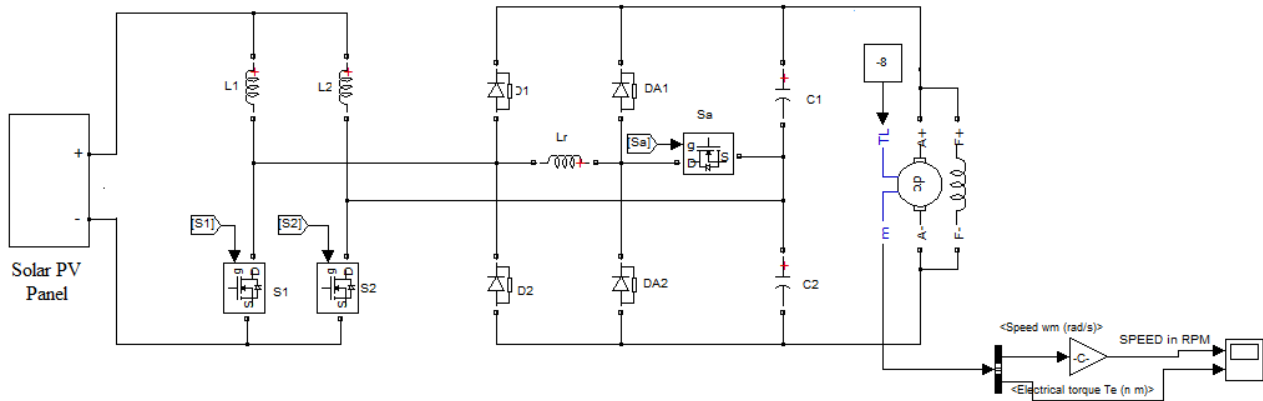 L1
L2
D1
DA1
Sa
C1
-8
Lr
[Sa]
g
D
S
TL
A+
F+
dc
+
-
m
A-
F-
[S1]
[S2]
g
D
S
S1
g
D
S
S2
D2
DA2
C2
Solar PV
Panel
<Speed wm (rad/s)>
SPEED in RPM
-C-
<Electrical torque Te (n m)>